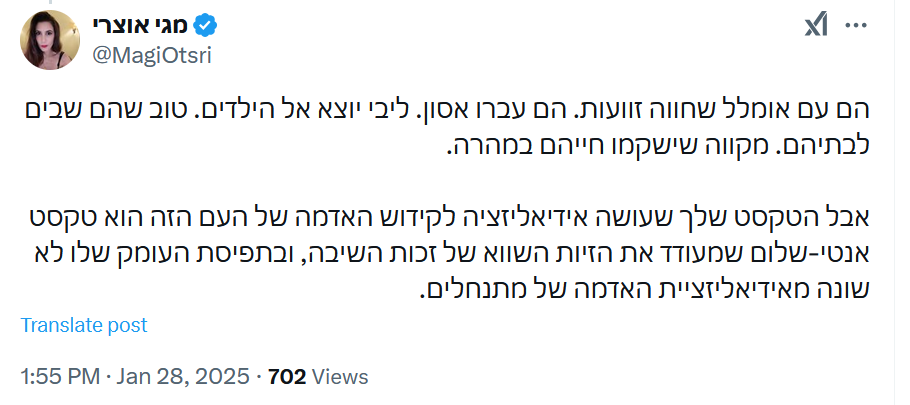 מגי אוצרי
@MagiOtsri
הם עם אומלל שחווה זוועות. הם עברו אסון. ליבי יוצא אל הילדים. טוב שהם שבים
לבתיהם. מקווה שישקמו חייהם במהרה.
אבל הטקסט שלך שעושה אידיאליזציה לקידוש האדמה של העם הזה הוא טקסט
אנטי-שלום שמעודד את הזיות השווא של זכות השיבה, ובתפיסת העומק שלו לא
שונה מאידיאליזציית האדמה של מתנחלים.
Translate post
1:55 PM · Jan 28, 2025 · 702 Views